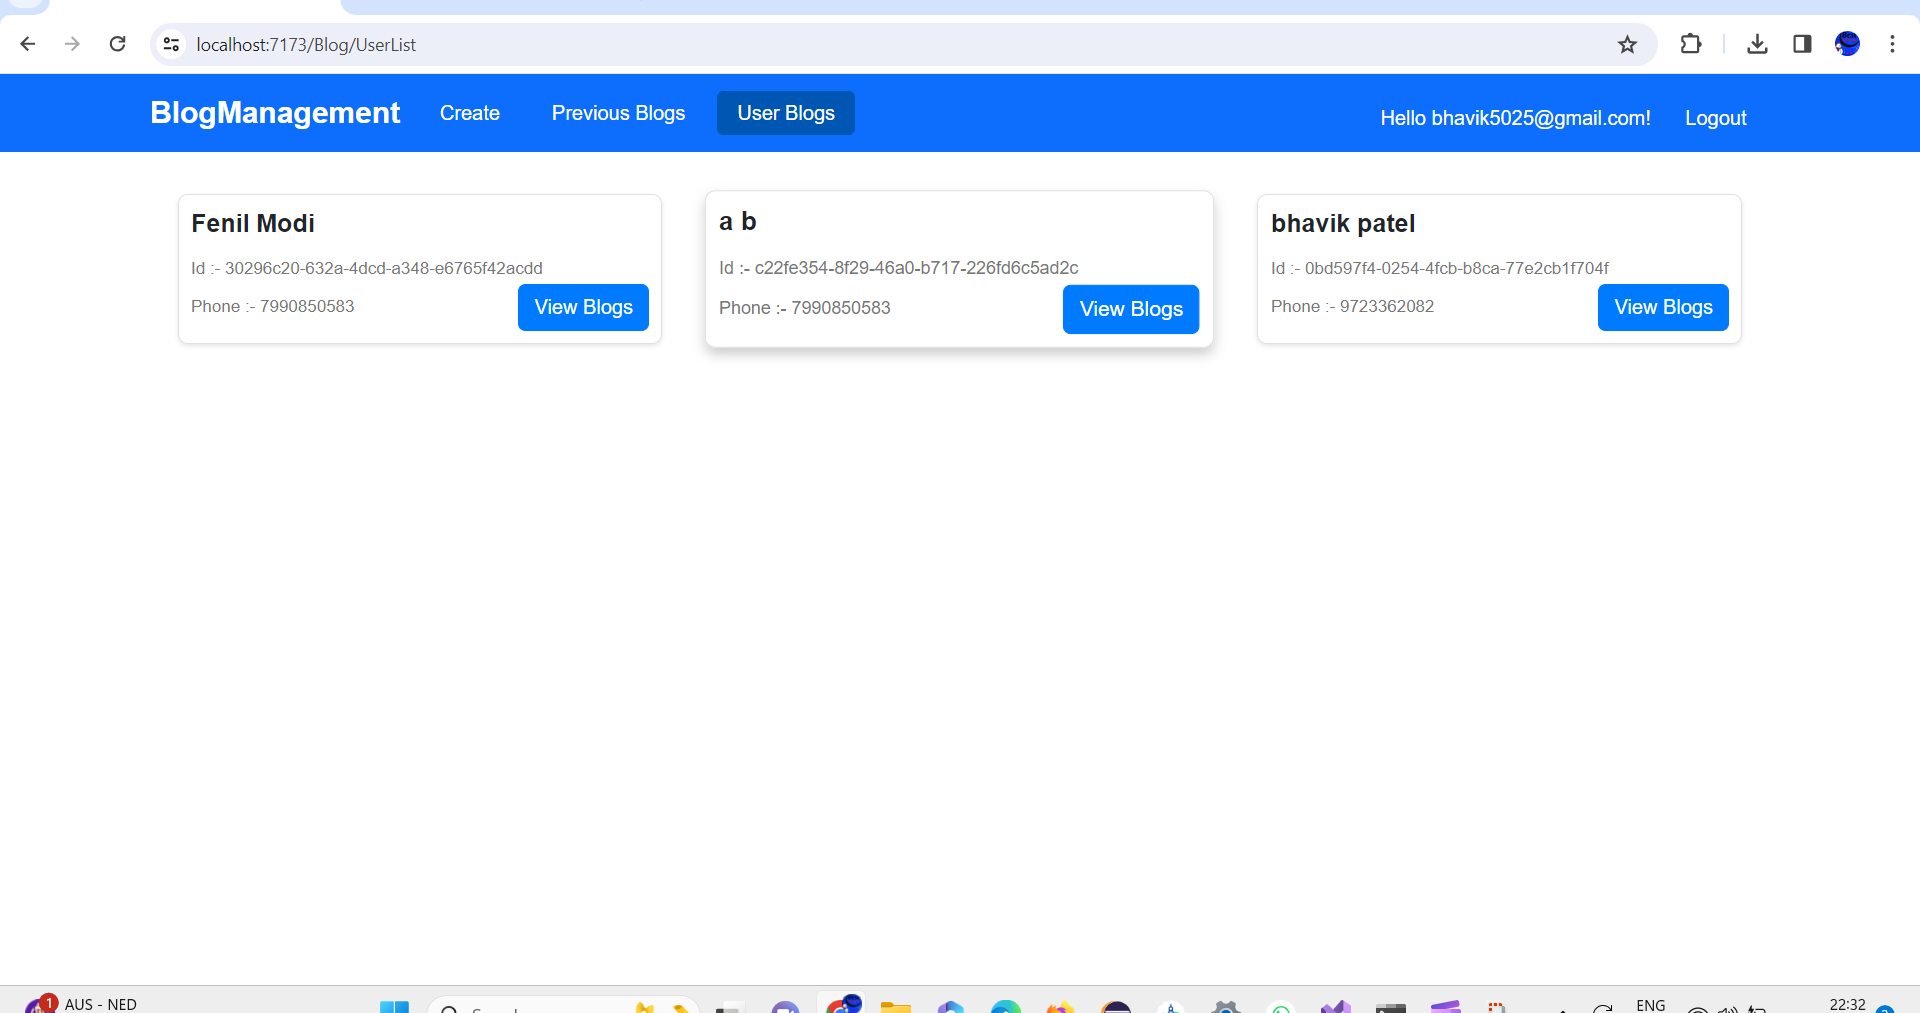 localhost:7173/Blog/UserList
BlogManagement Create Previous Blogs User Blogs Hello bhavik5025@gmail.com! Logout
Fenil Modi
Id :- 30296c20-632a-4dcd-a348-e6765f42acdd
Phone :- 7990850583
View Blogs
a b
Id :- c22fe354-8f29-46a0-b717-226fd6c5ad2c
Phone :- 7990850583
View Blogs
bhavik patel
Id :- 0bd597f4-0254-4fcb-b8ca-77e2cb1f704f
Phone :- 9723362082
View Blogs
1
AUS - NED
ENG
22:32